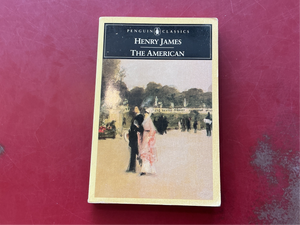 PENGUIN CLASSICS
HENRY JAMES
THE AMERICAN